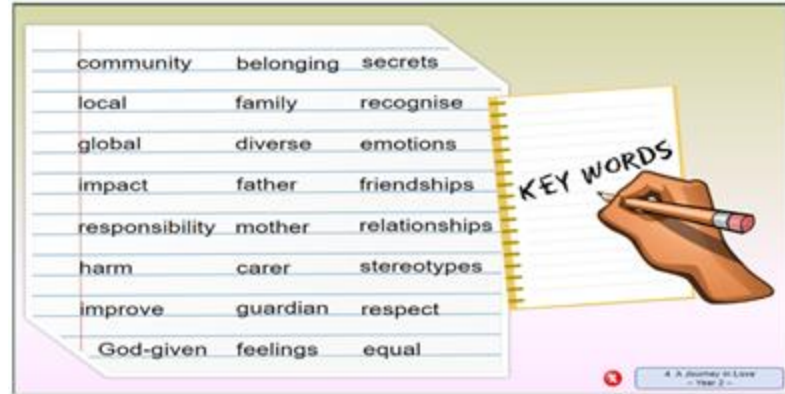 community belonging secrets
local family recognise
global diverse emotions
impact father friendships
responsibility mother relationships
harm carer stereotypes
improve guardian respect
God-given feelings equal
KEY WORDS
4 A Journey in Love
– Year 2 –